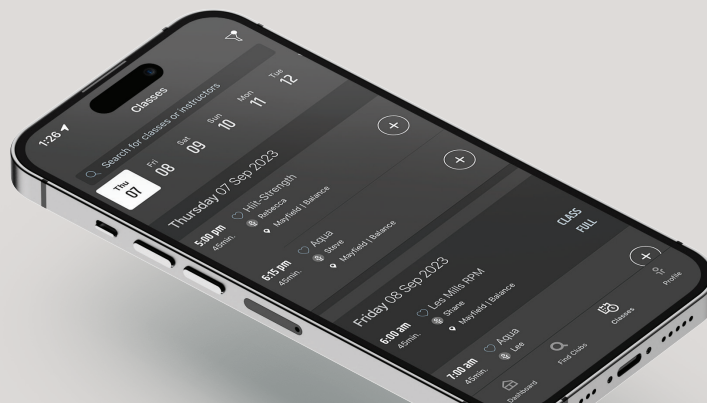 1:26
Classes
Search for classes or instructors
Thu Fri Sat Sun Mon Tue
07 08 09 10 11 12
Thursday 07 Sep 2023
5:00 pm Hiit-Strength
45min. Rebecca
Mayfield | Balance
6:15 pm Aqua
45min. Steve
Mayfield | Balance
Friday 08 Sep 2023
6:00 am Les Mills RPM CLASS FULL
45min. Shane
Mayfield | Balance
7:00 am Aqua
45min. Lee
Dashboard Find Clubs Classes Profile